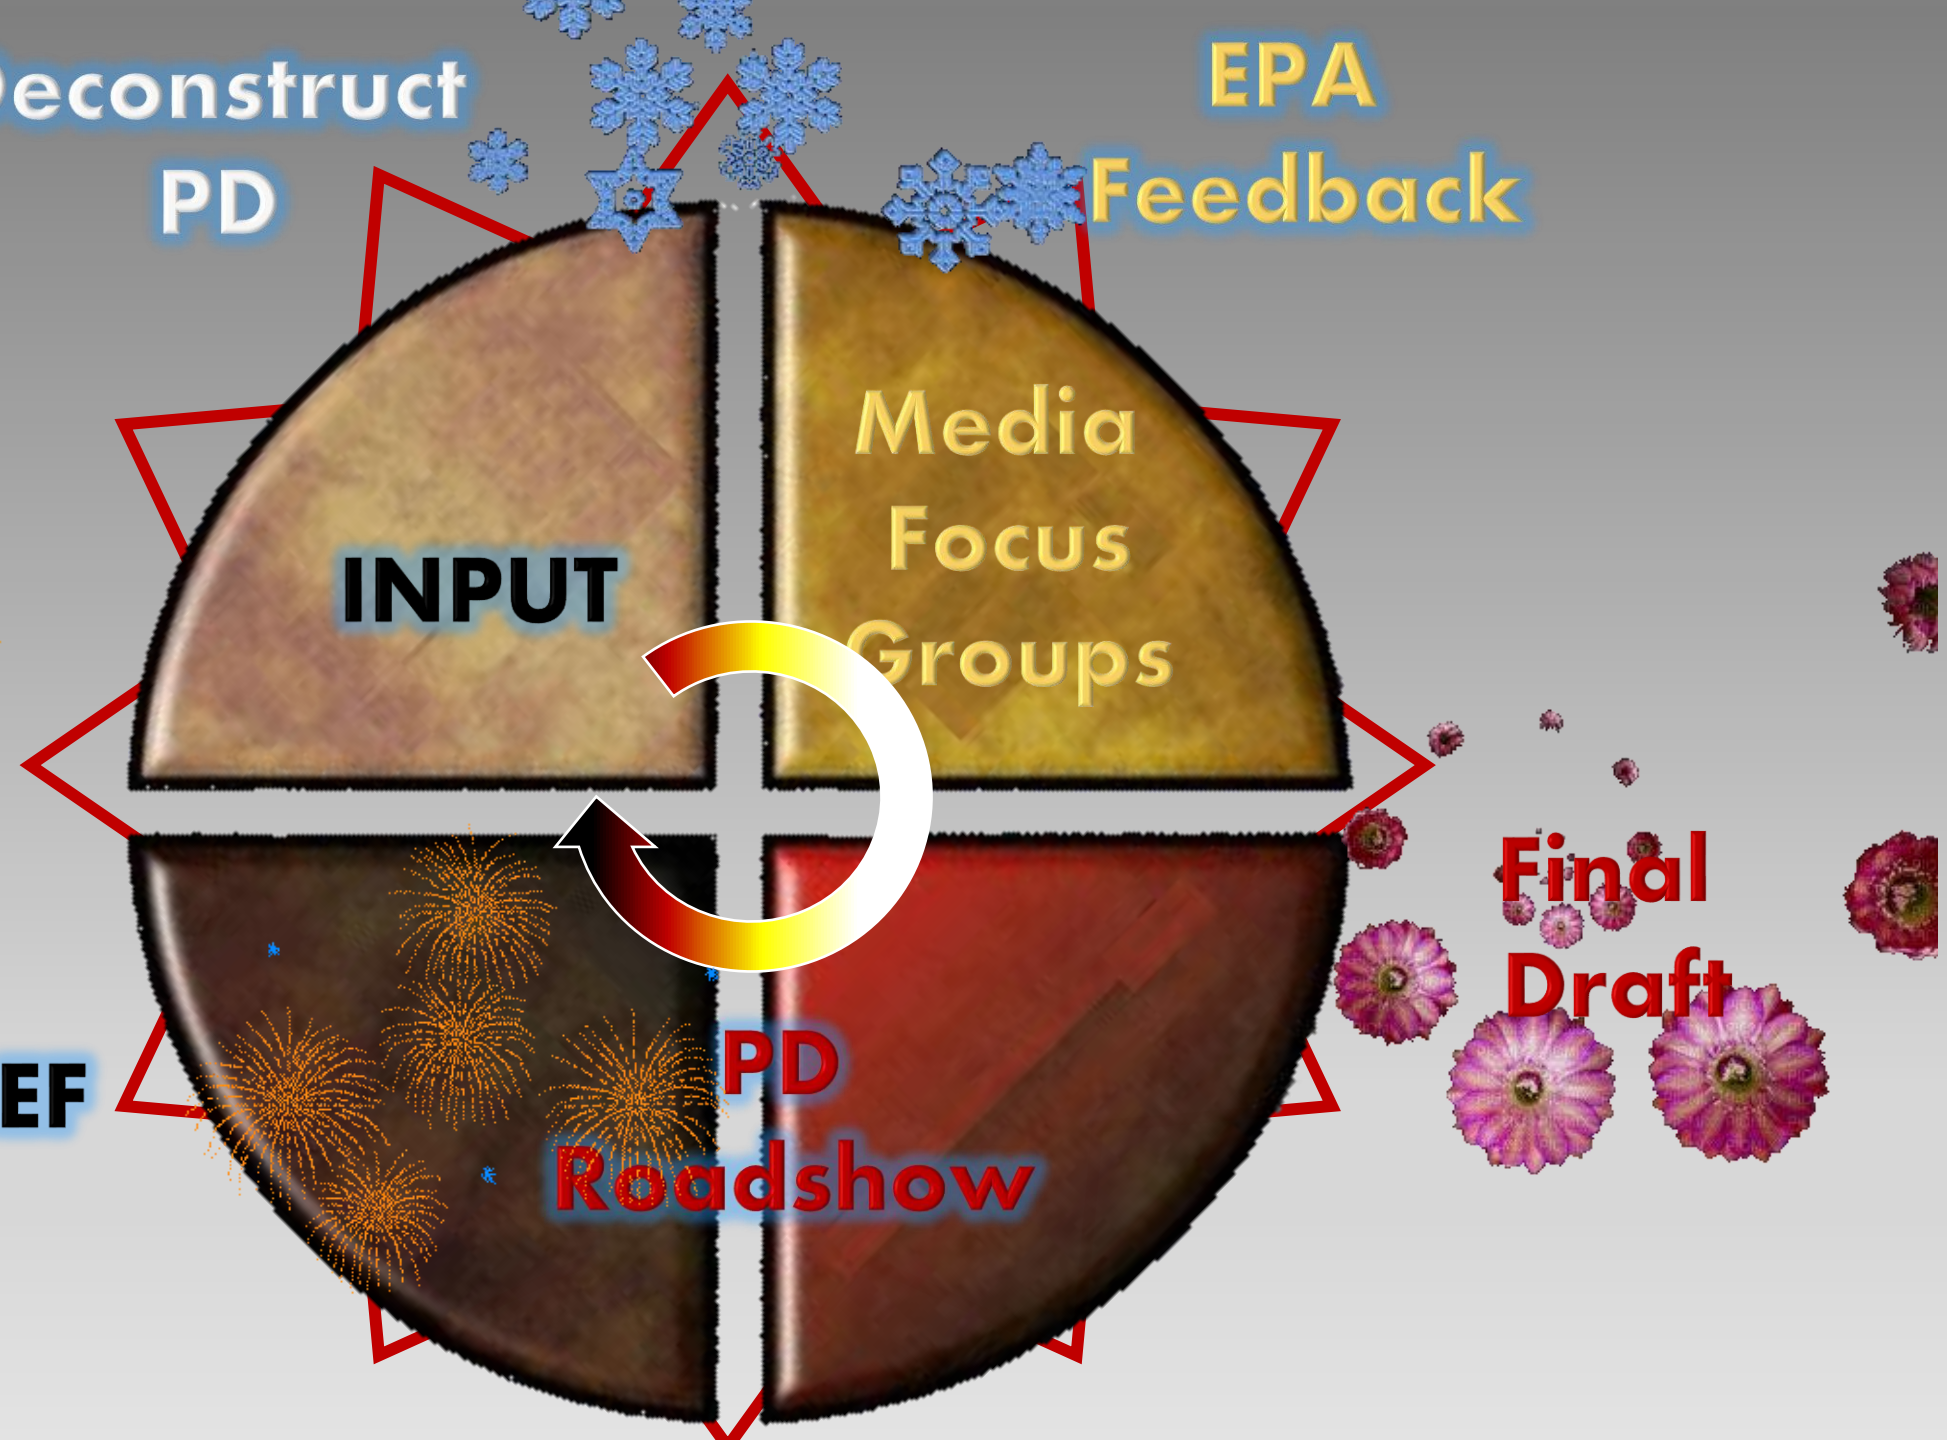 Deconstruct
PD
EPA
Feedback
INPUT
Media
Focus
Groups
Final
Draft
EF
PD
Roadshow